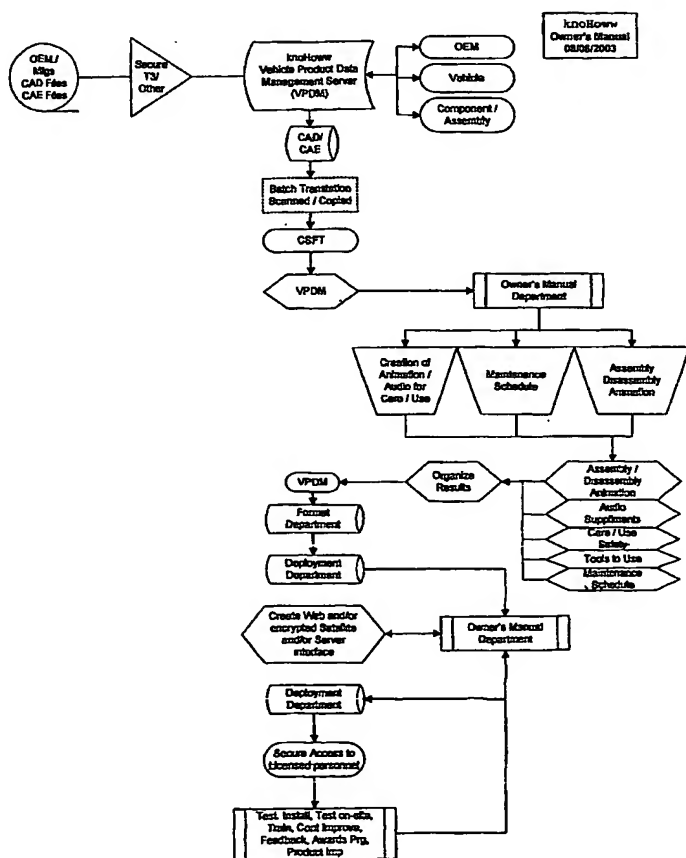 knoHoww
Owner's Manual
08/08/2003
OEM /
Mfgs
CAD Files
CAE Files
Secure
T3/
Other
knoHoww
Vehicle Product Data
Management Server
(VPDM)
OEM
Vehicle
Component /
Assembly
CAD/
CAE
Batch Translation
Scanned / Copied
CSFT
VPDM
Owner's Manual
Department
Creation of
Animation /
Audio for
Care / Use
Maintenance
Schedule
Assembly
Disassembly
Animation
VPDM
Organize
Results
Assembly /
Disassembly
Animation
Audio
Suppliments
Care / Use
Safety
Tools to Use
Maintenance
Schedule
Format
Department
Deployment
Department
Create Web and/or
encrypted Satellite
and/or Server
interface
Owner's Manual
Department
Deployment
Department
Secure Access to
Licensed personnel
Test, Install, Test on-site,
Train, Cont Improve,
Feedback, Awards Prg,
Product Imp